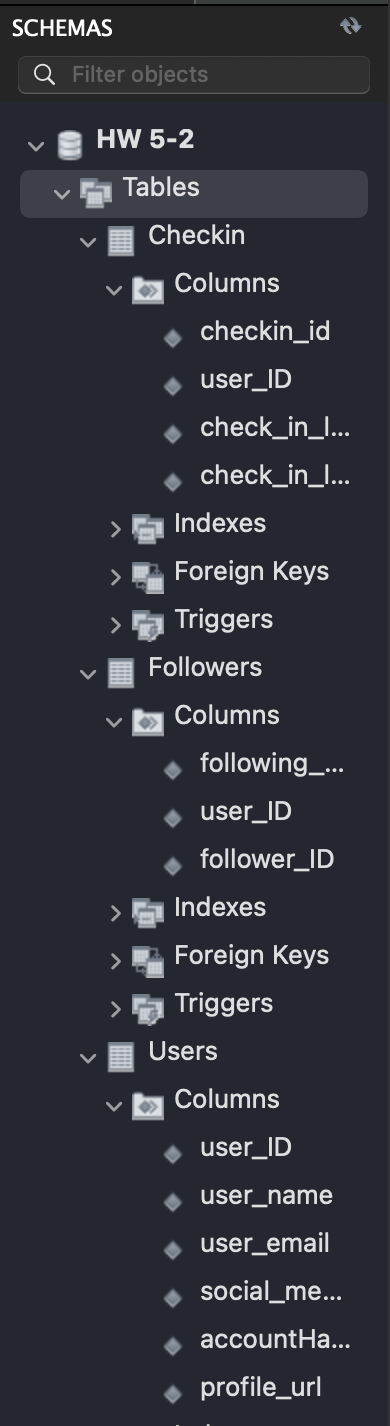 SCHEMAS
Filter objects
HW 5-2
Tables
Checkin
Columns
checkin_id
user_ID
check_in_l...
check_in_l...
Indexes
Foreign Keys
Triggers
Followers
Columns
following_...
user_ID
follower_ID
Indexes
Foreign Keys
Triggers
Users
Columns
user_ID
user_name
user_email
social_me...
accountHa...
profile_url